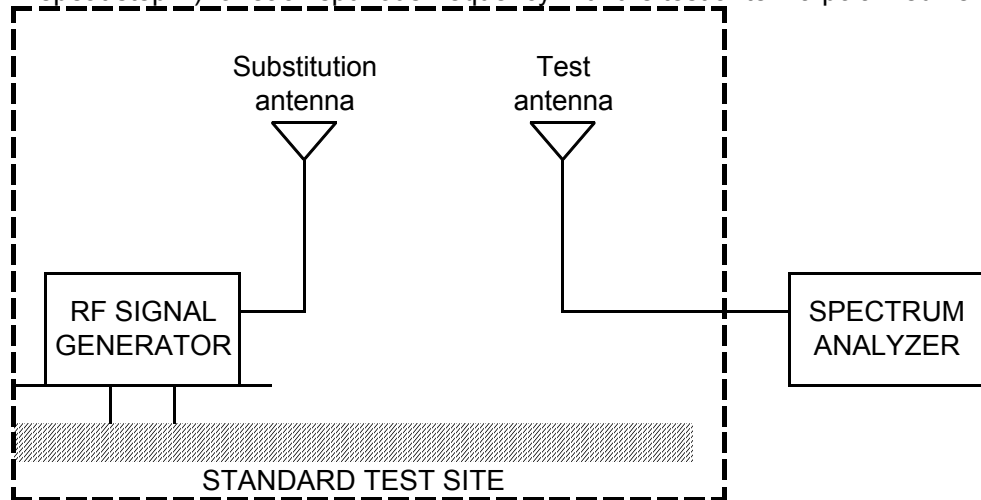 Substitution
antenna
Test
antenna
RF SIGNAL
GENERATOR
SPECTRUM
ANALYZER
STANDARD TEST SITE